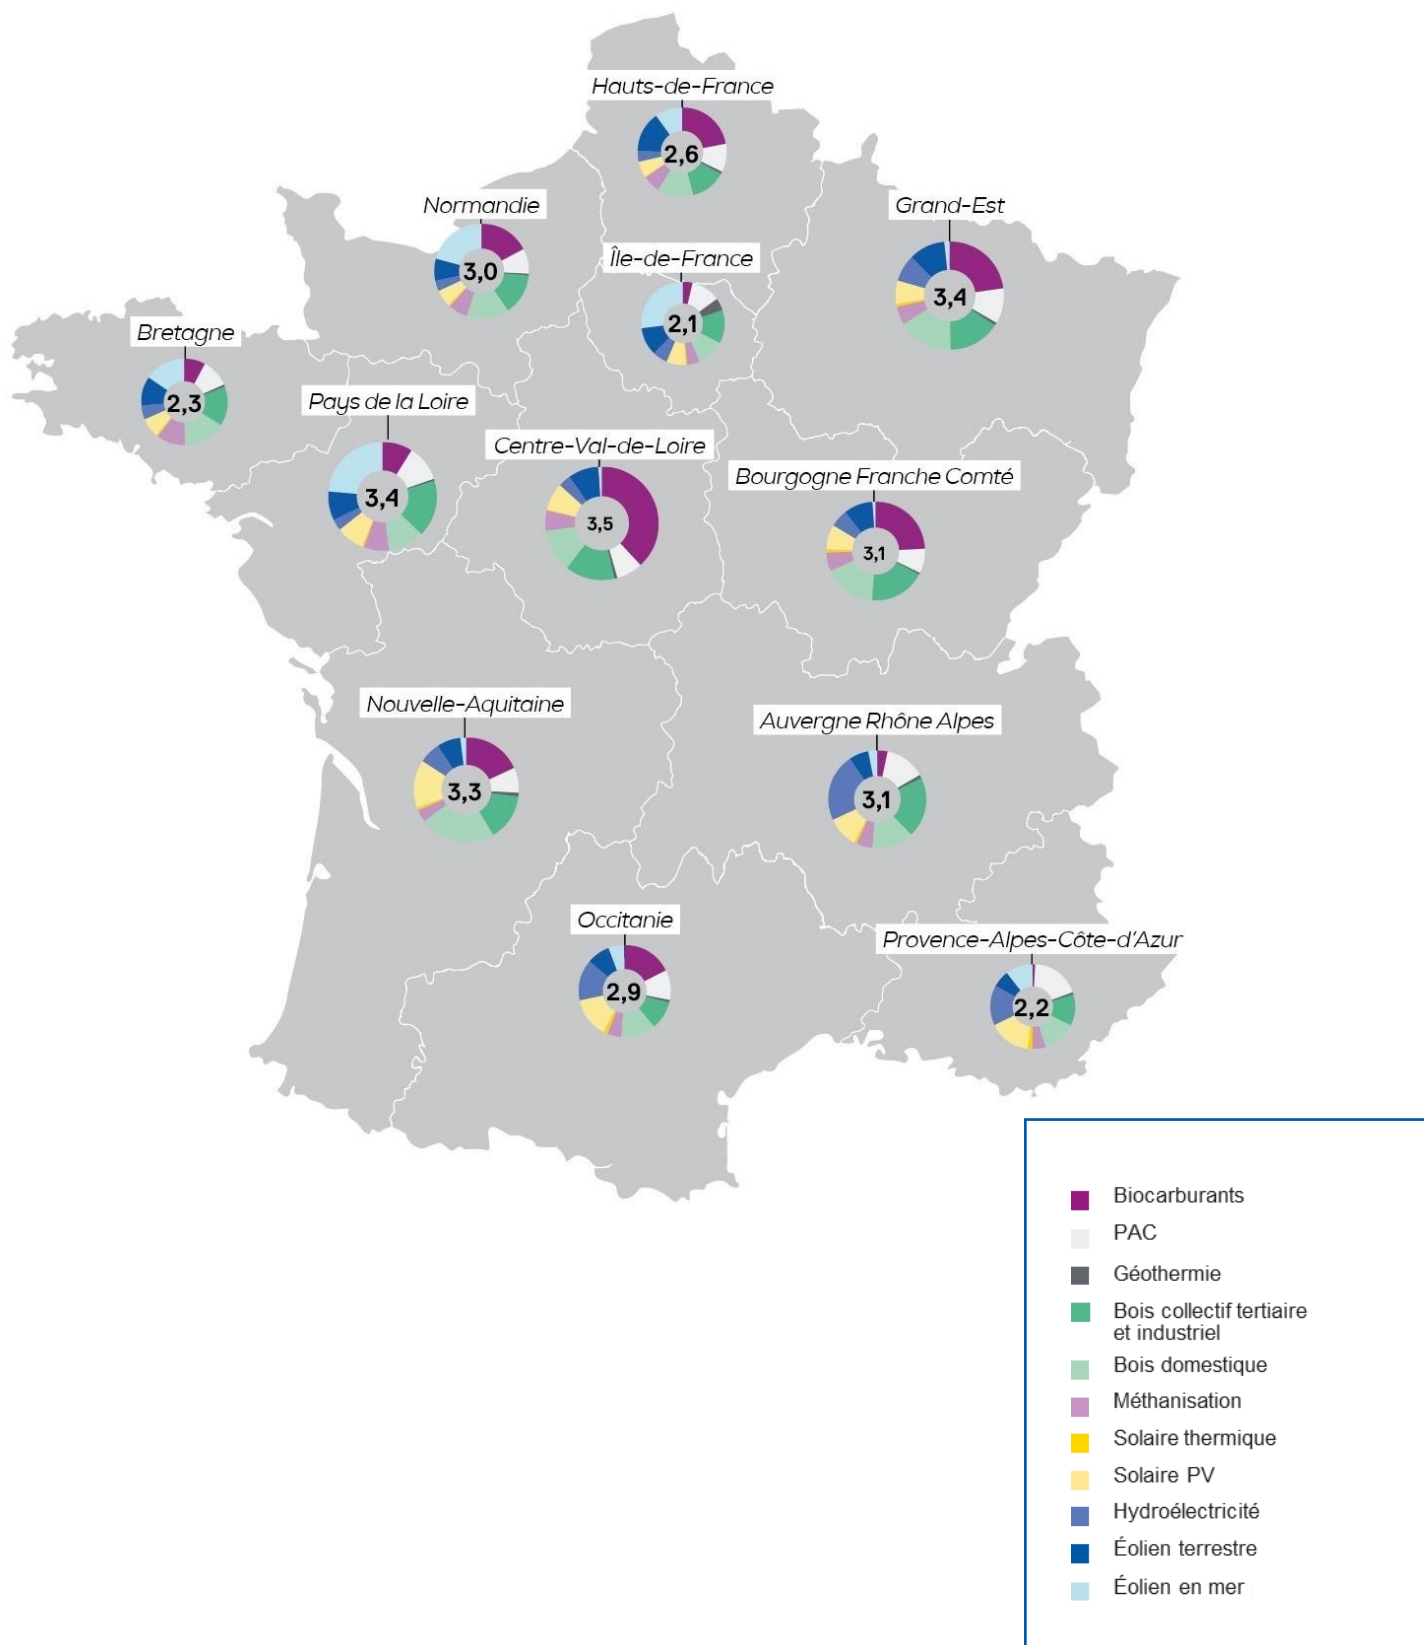 Hauts-de-France
2,6
Normandie
3,0
Grand-Est
3,4
Île-de-France
2,1
Bretagne
2,3
Pays de la Loire
3,4
Centre-Val-de-Loire
3,5
Bourgogne Franche Comté
3,1
Nouvelle-Aquitaine
3,3
Auvergne Rhône Alpes
3,1
Occitanie
2,9
Provence-Alpes-Côte-d'Azur
2,2
Biocarburants
PAC
Géothermie
Bois collectif tertiaire
et industriel
Bois domestique
Méthanisation
Solaire thermique
Solaire PV
Hydroélectricité
Éolien terrestre
Éolien en mer